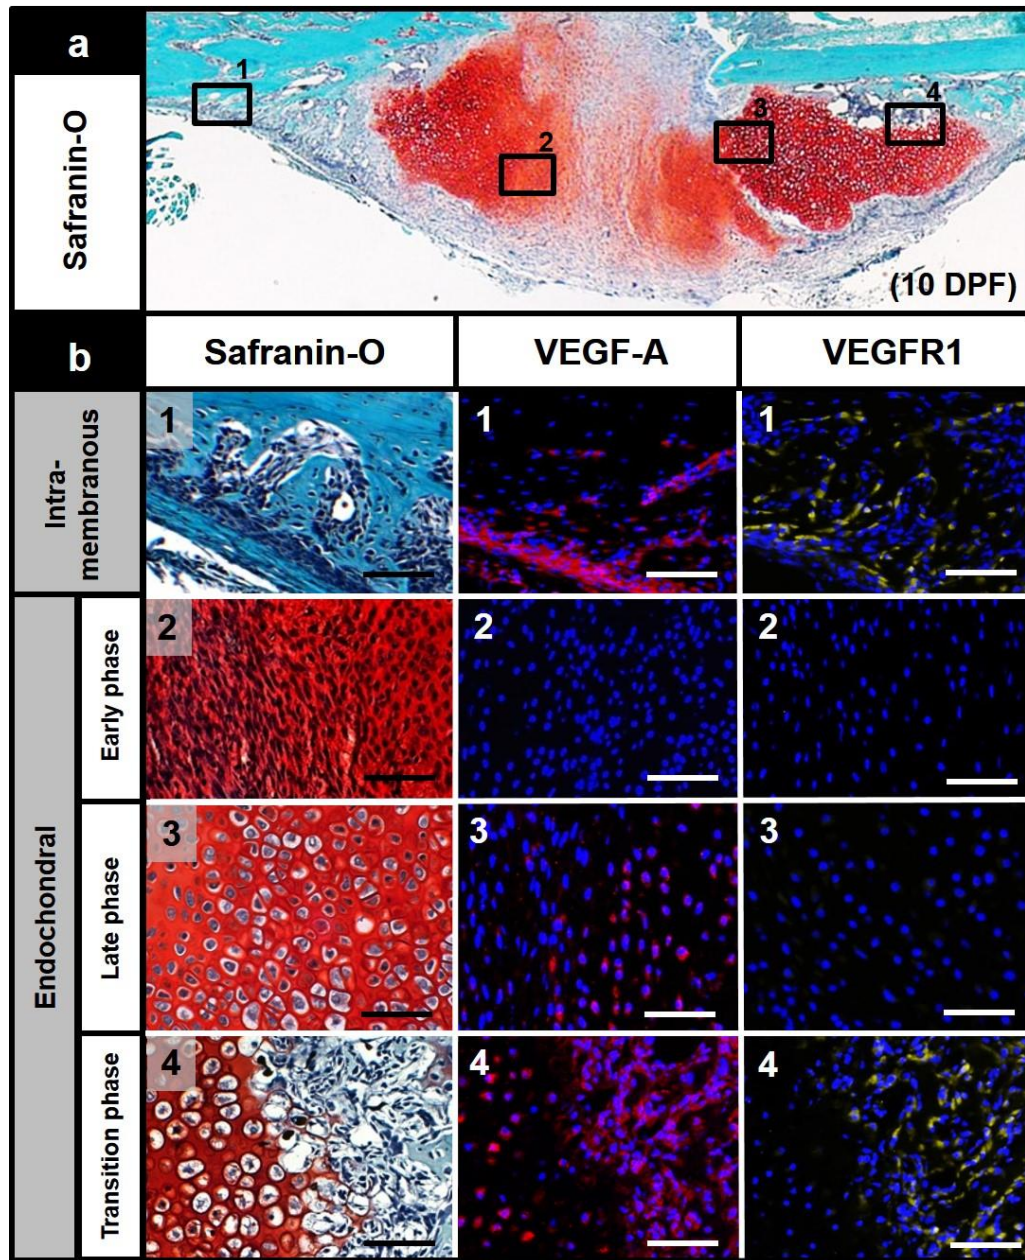 a
Safranin-O
1
2
3
4
(10 DPF)
b
Safranin-O
VEGF-A
VEGFR1
Intra-
membranous
1
1
1
Endochondral
Early phase
2
2
2
Late phase
3
3
3
Transition phase
4
4
4